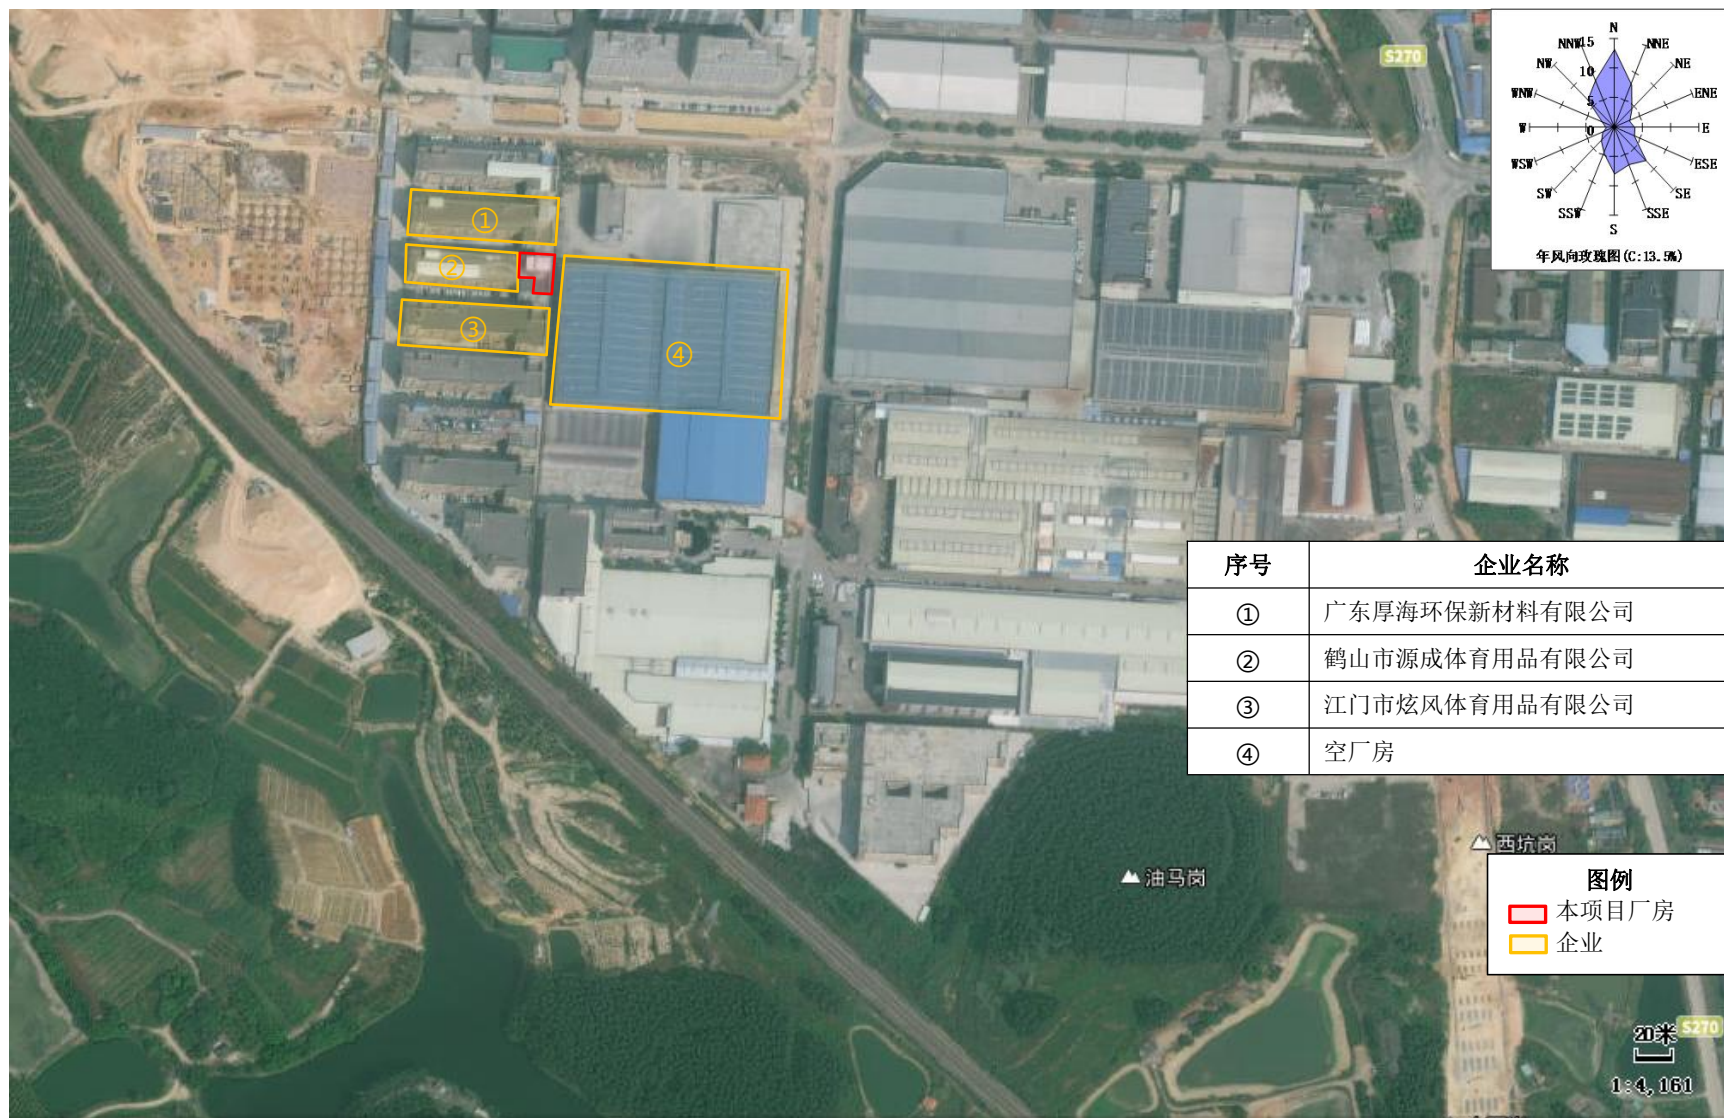 S270
N
NNW
15
NNE
NW
10
NE
WNW
5
ENE
W
0
E
WSW
ESE
SW
SE
SSW
SSE
S
年风向玫瑰图(C:13.5%)
①
②
③
④
序号 企业名称
① 广东厚海环保新材料有限公司
② 鹤山市源成体育用品有限公司
③ 江门市炫风体育用品有限公司
④ 空厂房
西坑岗
油马岗
图例
本项目厂房
企业
20米
S270
1:4,161